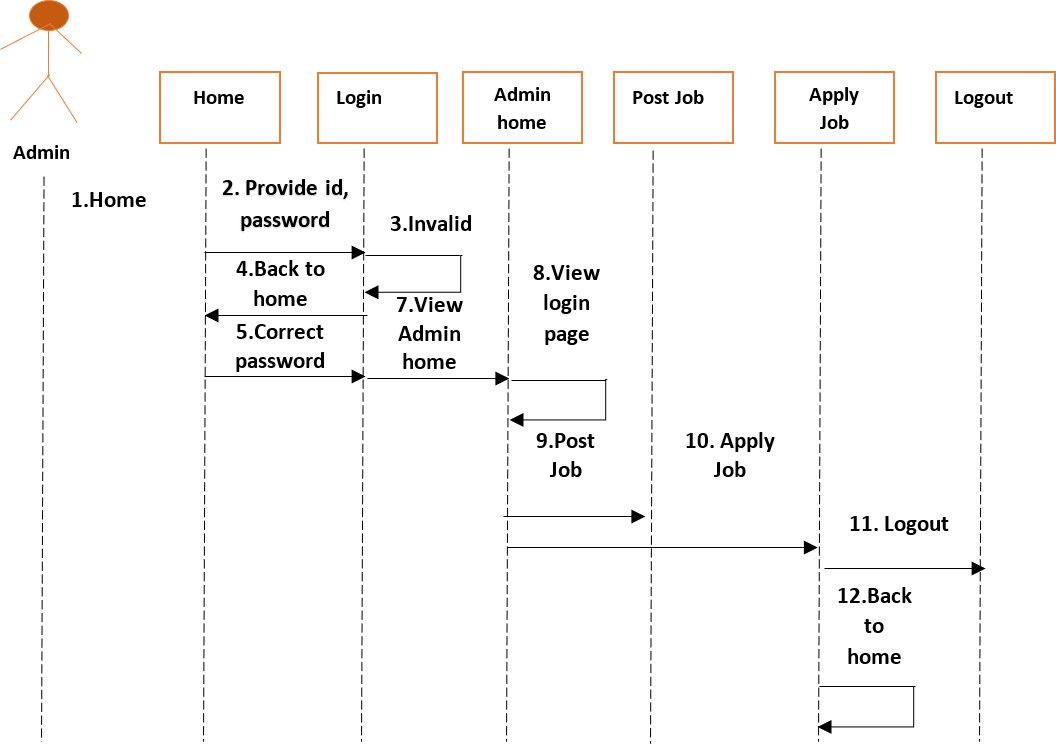 Home
Login
Admin
home
Post Job
Apply
Job
Logout
Admin
1.Home
2. Provide id,
password
3.Invalid
4.Back to
home
5.Correct
password
7.View
Admin
home
8.View
login
page
9.Post
Job
10. Apply
Job
11. Logout
12.Back
to
home